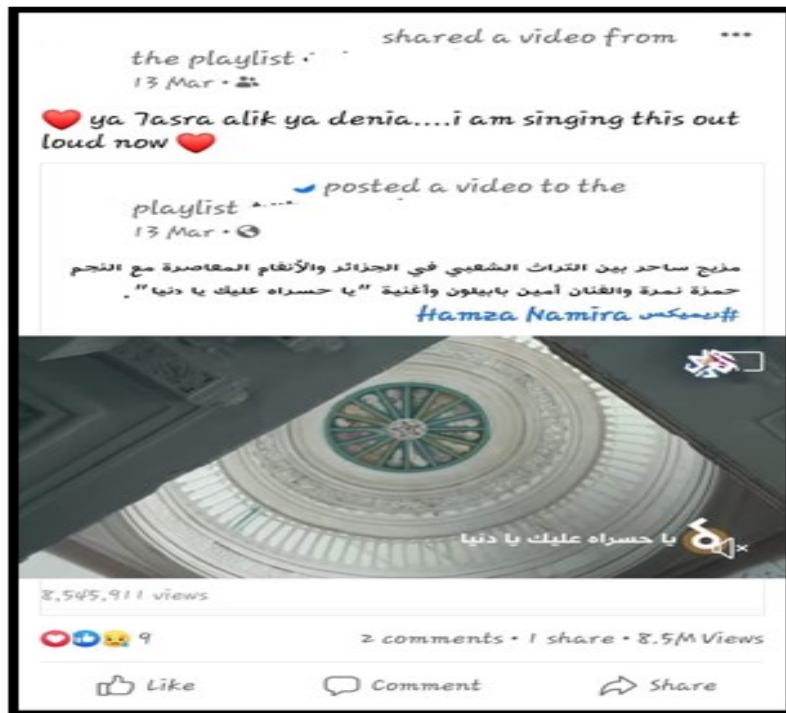 shared a video from
the playlist
13 Mar
❤️ ya 7asra alik ya denia....i am singing this out
loud now ❤️
posted a video to the
playlist
13 Mar
مزيج ساحر بين التراث الشعبي في الجزائر والأنغام المعاصرة مع النجم
حمزة نمرة والفنان أمين بابيلون وأغنية "يا حسراه عليك يا دنيا".
#ريميكس Hamza Namira
يا حسراه عليك يا دنيا
8,545,911 views
9
2 comments • 1 share • 8.5M Views
Like Comment Share